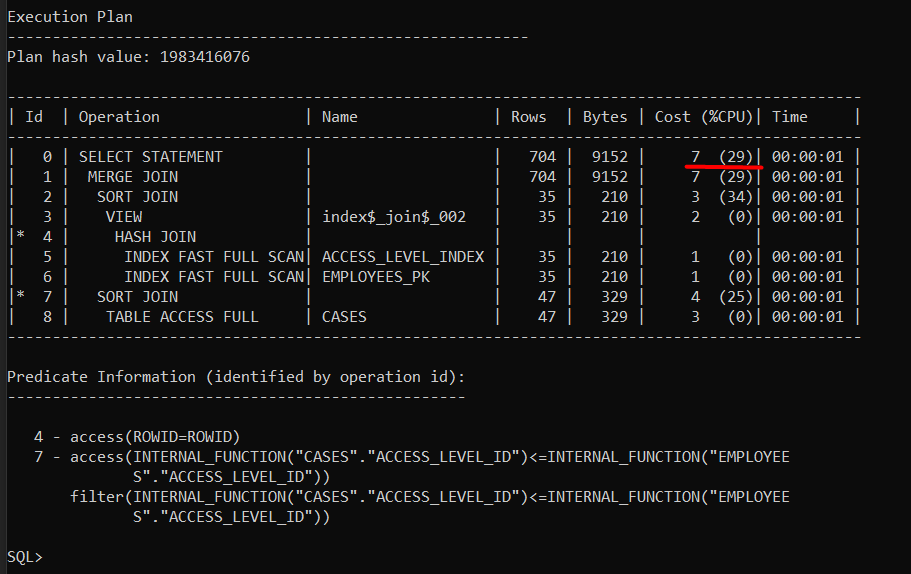 Execution Plan
----------------------------------------------------------
Plan hash value: 1983416076
-----------------------------------------------------------------------------------------------
| Id  | Operation                | Name               | Rows  | Bytes | Cost (%CPU)| Time     |
-----------------------------------------------------------------------------------------------
|   0 | SELECT STATEMENT         |                    |   704 |  9152 |     7  (29)| 00:00:01 |
|   1 |  MERGE JOIN              |                    |   704 |  9152 |     7  (29)| 00:00:01 |
|   2 |   SORT JOIN              |                    |    35 |   210 |     3  (34)| 00:00:01 |
|   3 |    VIEW                  | index$_join$_002   |    35 |   210 |     2   (0)| 00:00:01 |
|*  4 |     HASH JOIN            |                    |       |       |            |          |
|   5 |      INDEX FAST FULL SCAN| ACCESS_LEVEL_INDEX |    35 |   210 |     1   (0)| 00:00:01 |
|   6 |      INDEX FAST FULL SCAN| EMPLOYEES_PK       |    35 |   210 |     1   (0)| 00:00:01 |
|*  7 |   SORT JOIN              |                    |    47 |   329 |     4  (25)| 00:00:01 |
|   8 |    TABLE ACCESS FULL     | CASES              |    47 |   329 |     3   (0)| 00:00:01 |
-----------------------------------------------------------------------------------------------
Predicate Information (identified by operation id):
---------------------------------------------------
   4 - access(ROWID=ROWID)
   7 - access(INTERNAL_FUNCTION("CASES"."ACCESS_LEVEL_ID")<=INTERNAL_FUNCTION("EMPLOYEE
              S"."ACCESS_LEVEL_ID"))
       filter(INTERNAL_FUNCTION("CASES"."ACCESS_LEVEL_ID")<=INTERNAL_FUNCTION("EMPLOYEE
              S"."ACCESS_LEVEL_ID"))
SQL>